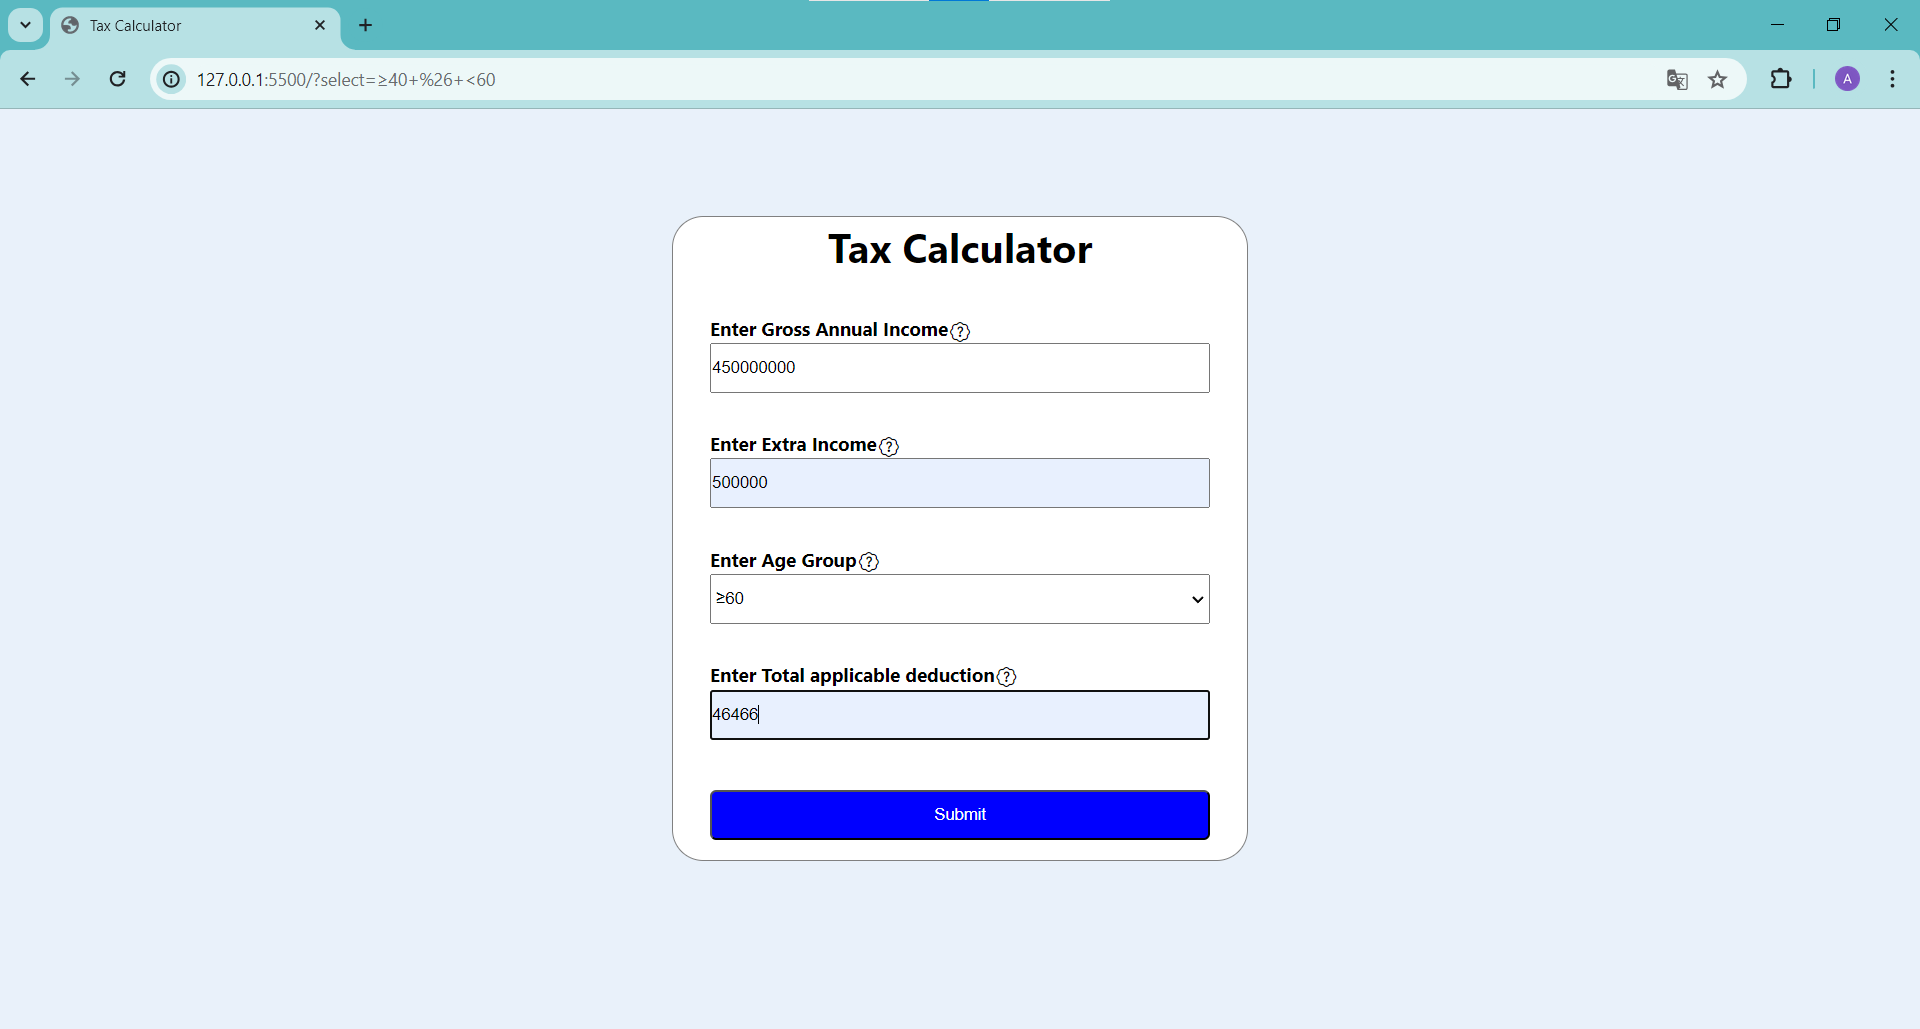 Tax Calculator
127.0.0.1:5500/?select=≥40+%26+<60
A
Tax Calculator
Enter Gross Annual Income?
450000000
Enter Extra Income?
500000
Enter Age Group?
≥60
Enter Total applicable deduction?
46466
Submit